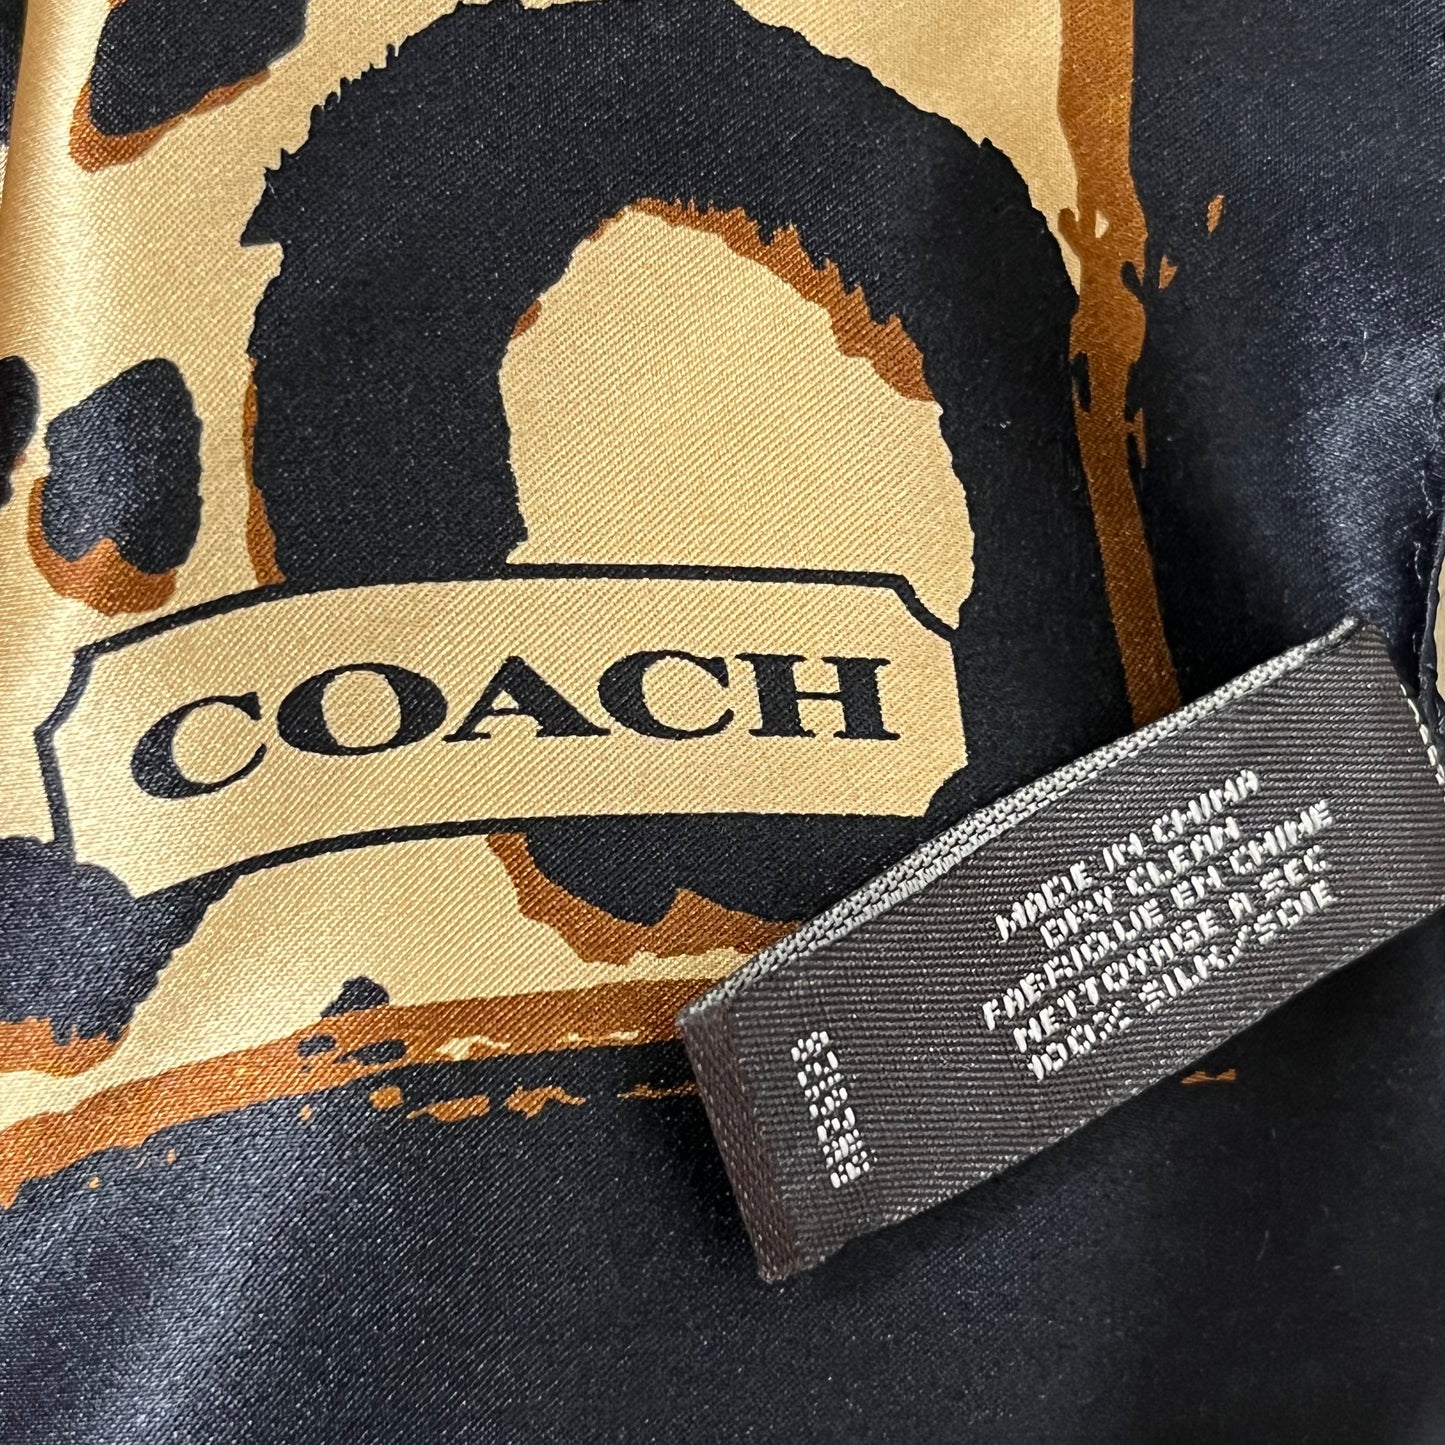 COACH
MADE IN CHINA
DRY CLEAN
FABRIQUE EN CHINE
NETTOYAGE A SEC
100% SILK/SOIE